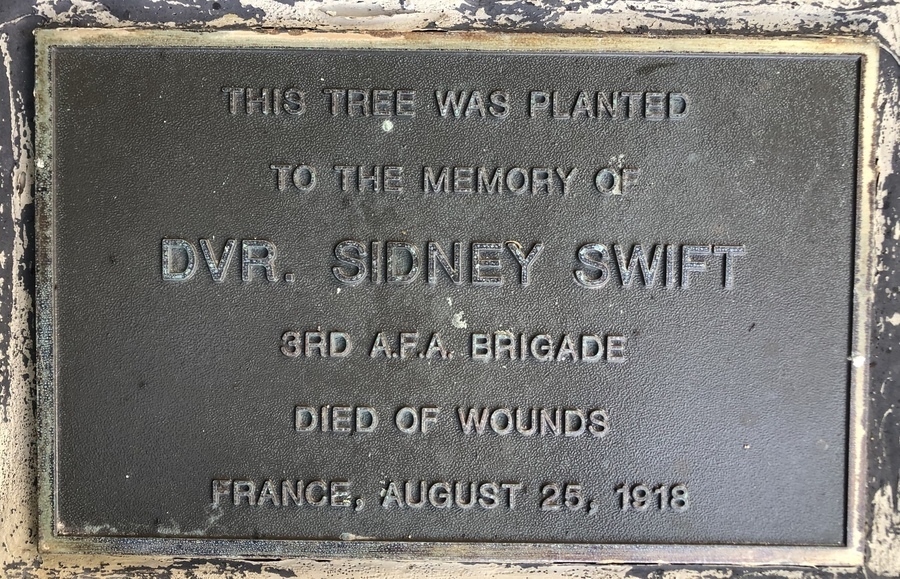 THIS TREE WAS PLANTED
TO THE MEMORY OF
DVR. SIDNEY SWIFT
3RD A.F.A. BRIGADE
DIED OF WOUNDS
FRANCE, AUGUST 25, 1918